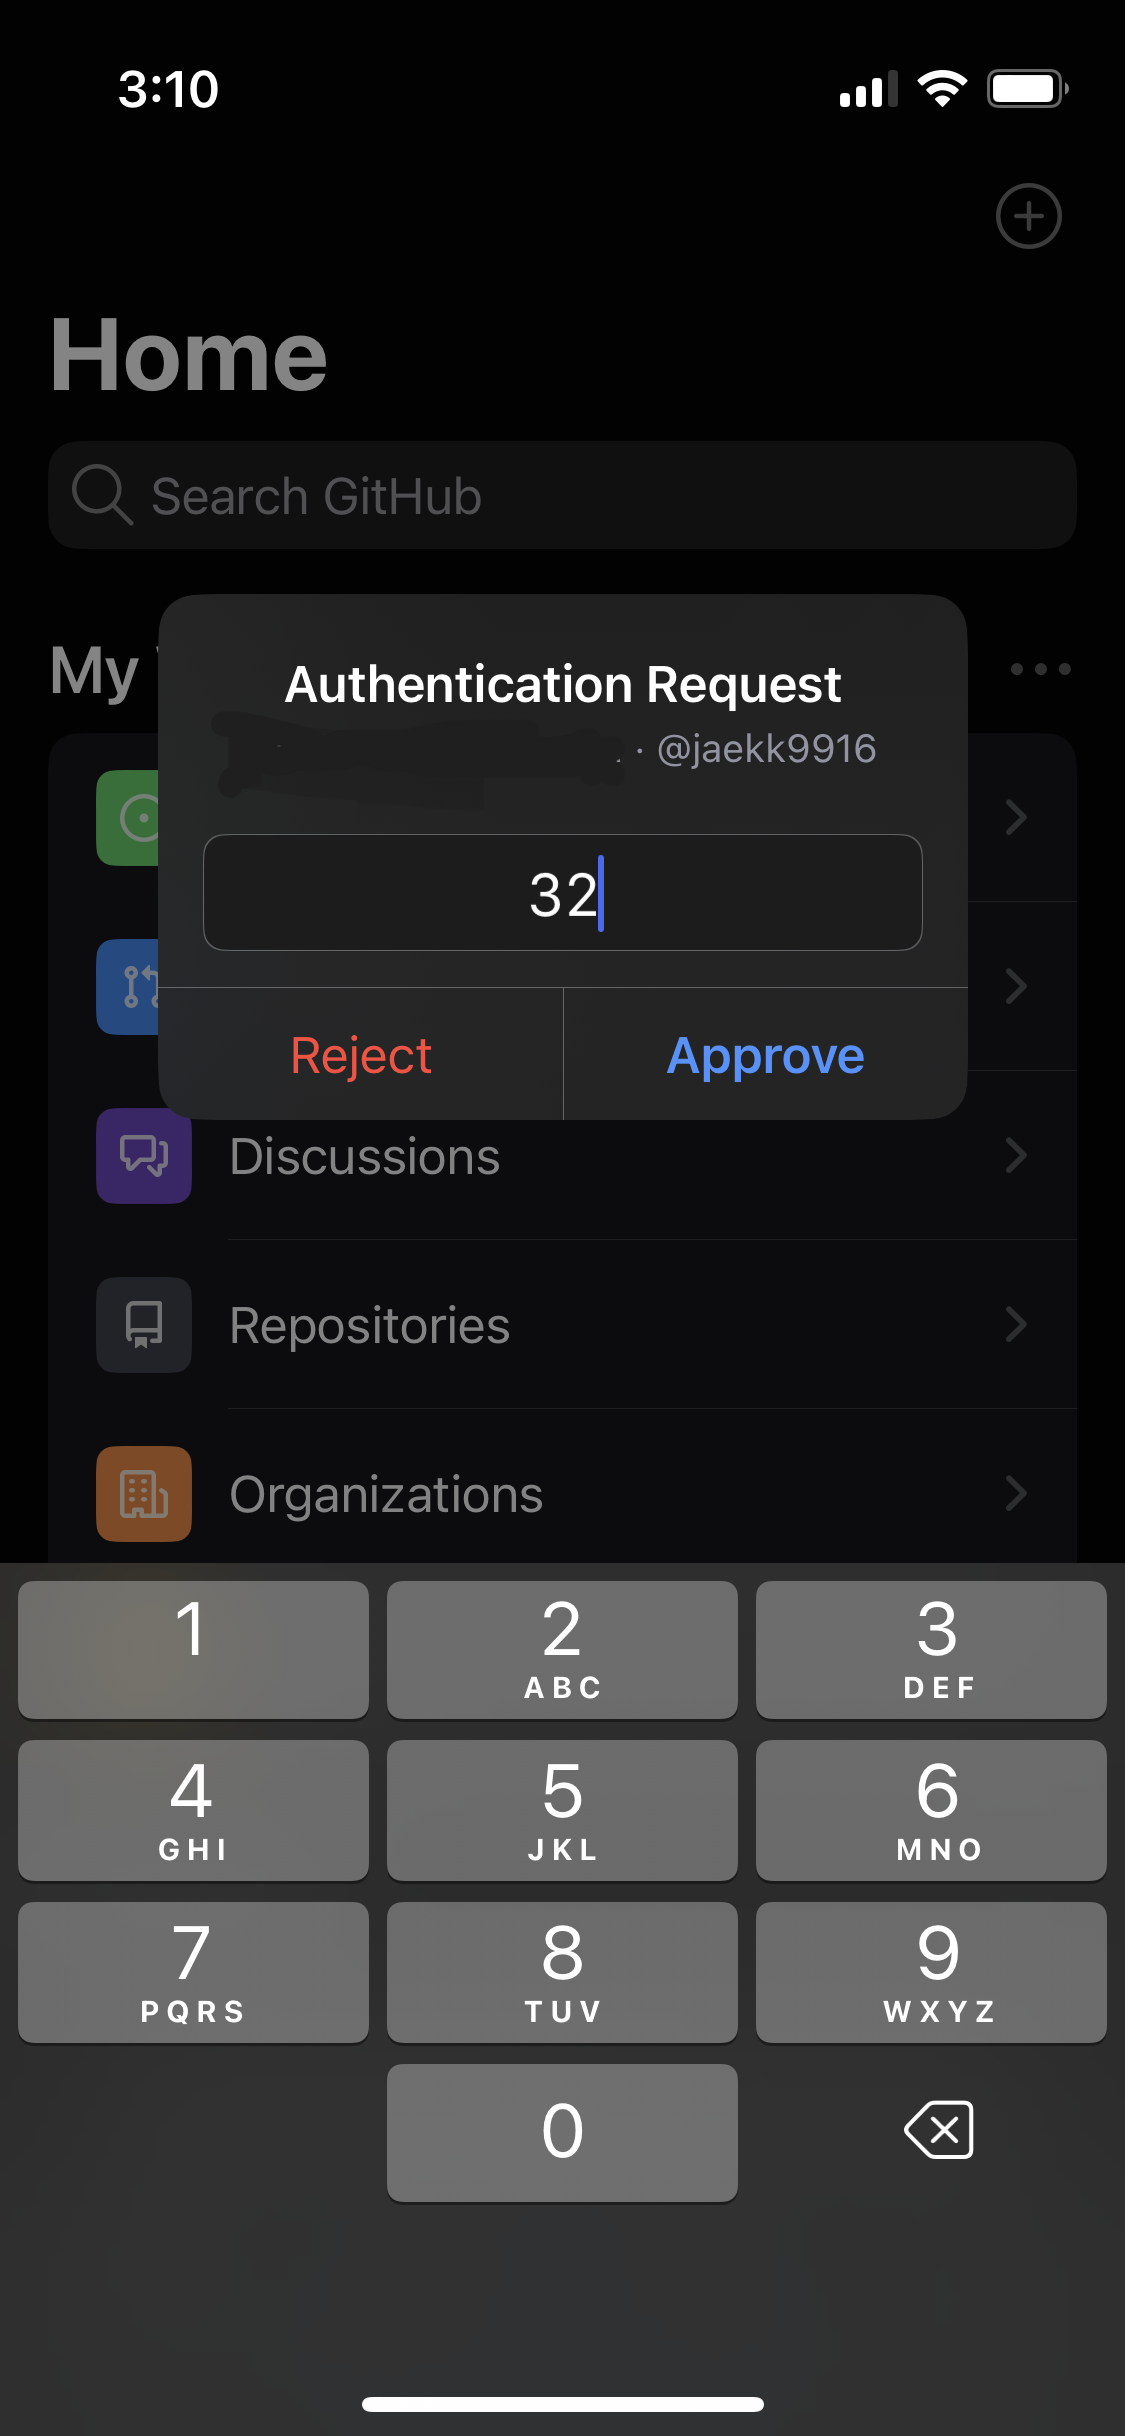 3:10
Home
Search GitHub
My
Authentication Request
· @jaekk9916
32
Reject
Approve
Discussions
Repositories
Organizations
1
2
ABC
3
DEF
4
GHI
5
JKL
6
MNO
7
PQRS
8
TUV
9
WXYZ
0